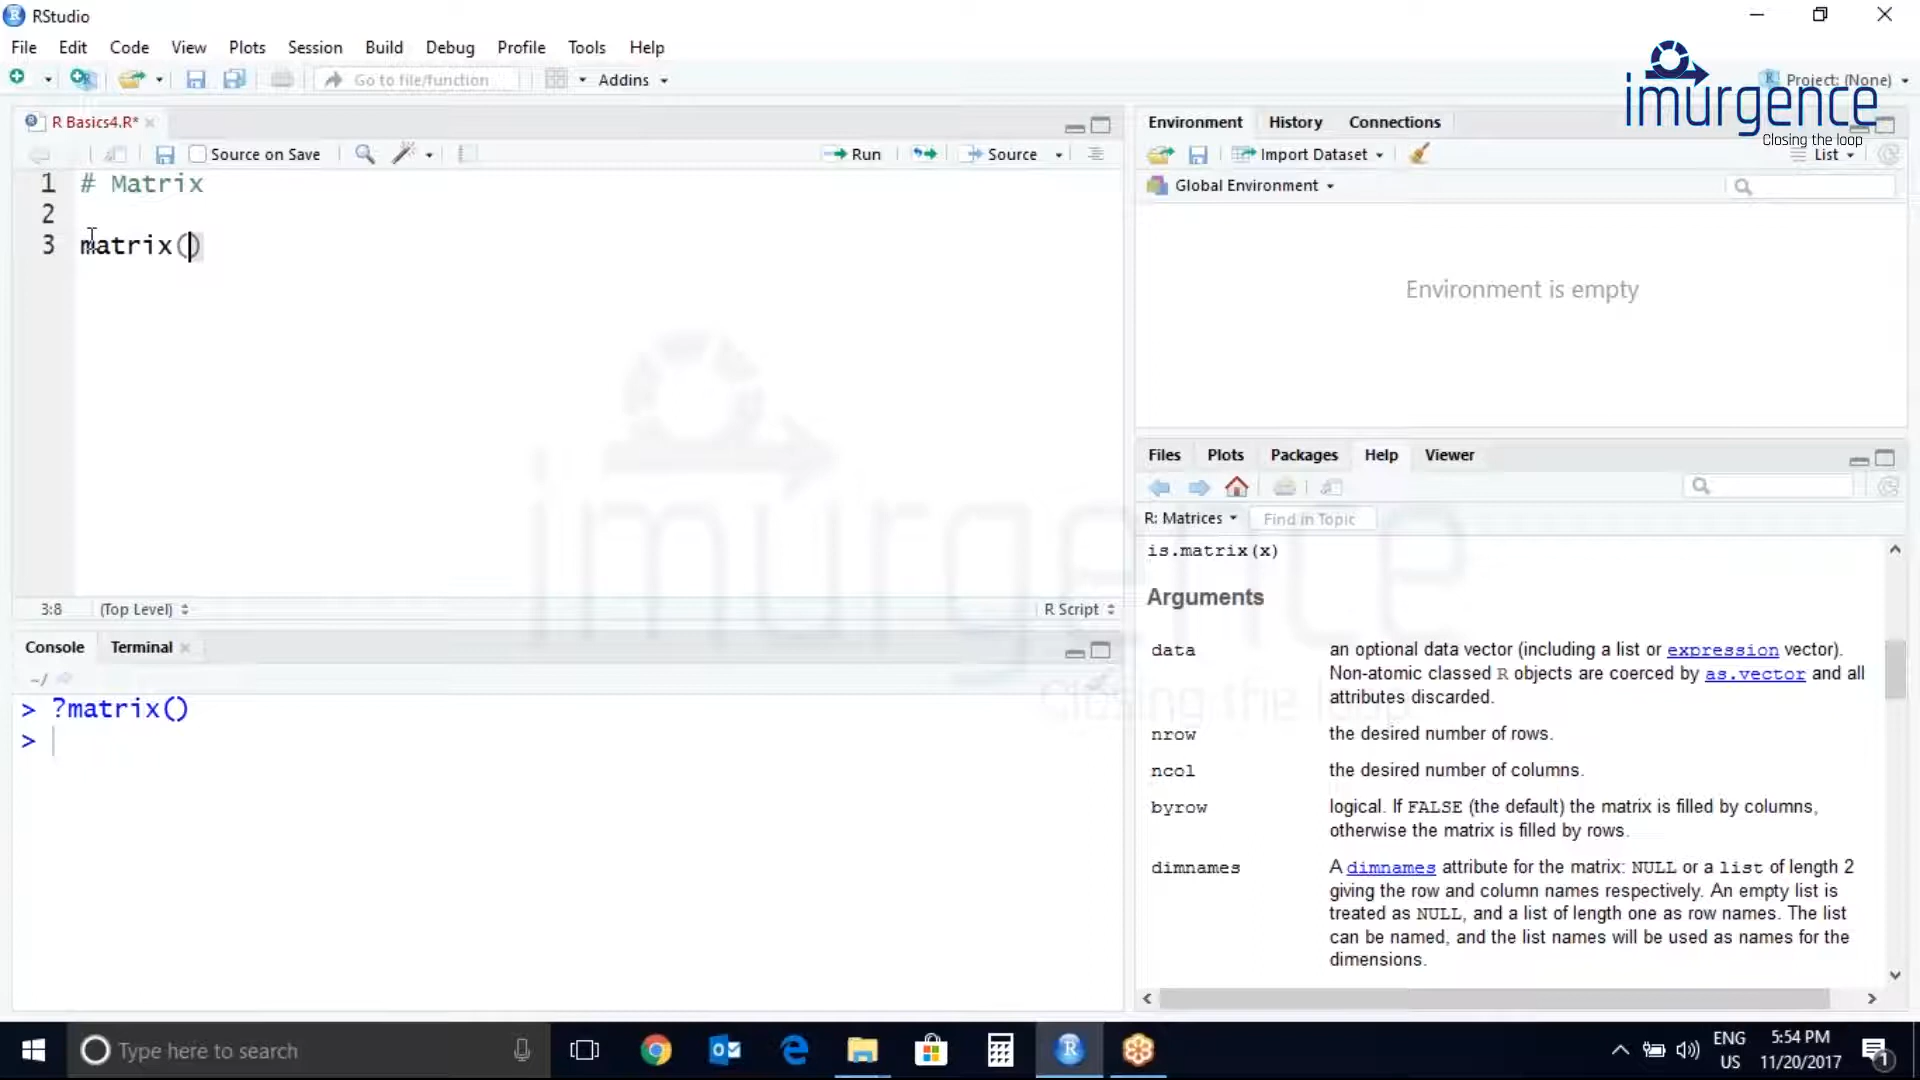 RStudio
File Edit Code View Plots Session Build Debug Profile Tools Help
Go to file/function Addins Project: (None)
imurgence
Closing the loop
R Basics4.R*
Source on Save Run Source
1 # Matrix
2
3 matrix()
3:8 (Top Level) R Script
Console Terminal
~/
> ?matrix()
>
Environment History Connections
Import Dataset List
Global Environment
Environment is empty
Files Plots Packages Help Viewer
R: Matrices Find in Topic
is.matrix(x)
Arguments
data an optional data vector (including a list or expression vector).
Non-atomic classed R objects are coerced by as.vector and all
attributes discarded.
nrow the desired number of rows.
ncol the desired number of columns.
byrow logical. If FALSE (the default) the matrix is filled by columns,
otherwise the matrix is filled by rows.
dimnames A dimnames attribute for the matrix: NULL or a list of length 2
giving the row and column names respectively. An empty list is
treated as NULL, and a list of length one as row names. The list
can be named, and the list names will be used as names for the
dimensions.
imurgence
Closing the loop
Type here to search
ENG
US
5:54 PM
11/20/2017
1